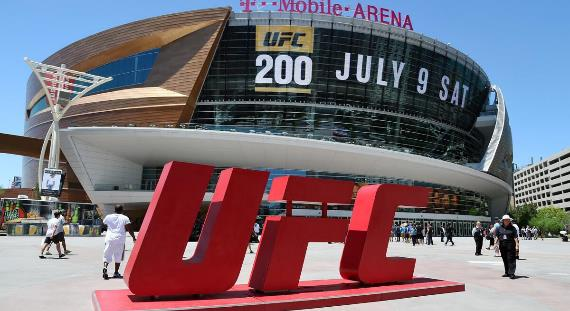 T··Mobile· ARENA
UFC
200
JULY 9 SAT
UFC